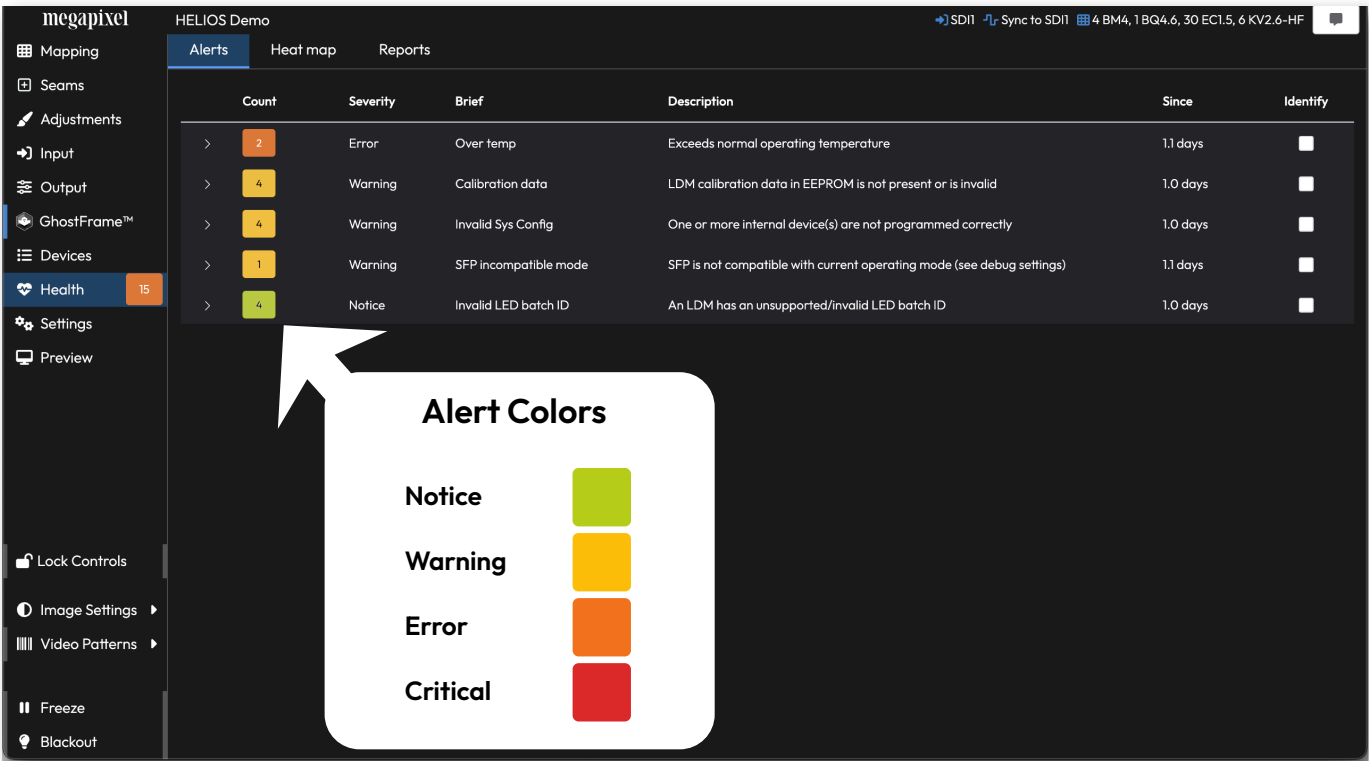 megapixel
HELIOS Demo
SDI1 Sync to SDI1 4 BM4, 1 BQ4.6, 30 EC1.5, 6 KV2.6-HF
Mapping
Seams
Adjustments
Input
Output
GhostFrame™
Devices
Health 15
Settings
Preview
Lock Controls
Image Settings
Video Patterns
Freeze
Blackout
Alerts Heat map Reports
Count Severity Brief Description Since Identify
2 Error Over temp Exceeds normal operating temperature 1.1 days
4 Warning Calibration data LDM calibration data in EEPROM is not present or is invalid 1.0 days
4 Warning Invalid Sys Config One or more internal device(s) are not programmed correctly 1.0 days
1 Warning SFP incompatible mode SFP is not compatible with current operating mode (see debug settings) 1.1 days
4 Notice Invalid LED batch ID An LDM has an unsupported/invalid LED batch ID 1.0 days
Alert Colors
Notice
Warning
Error
Critical